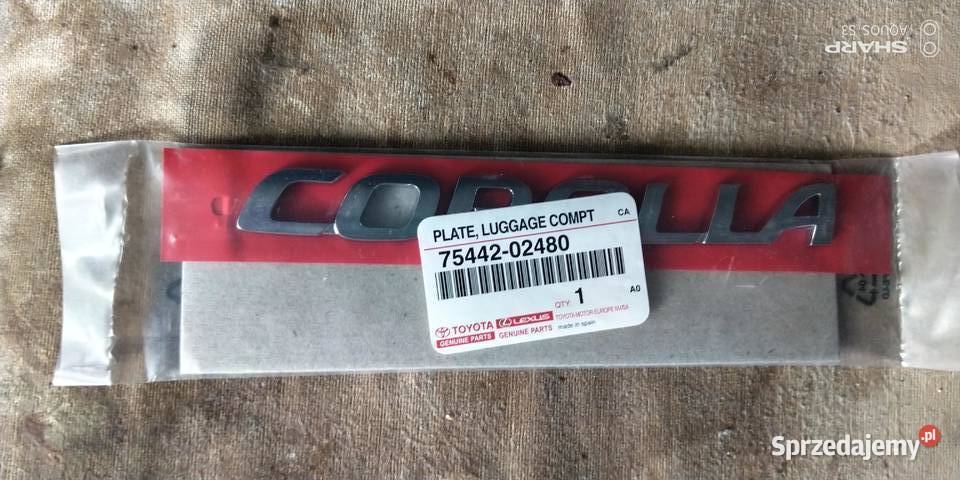 SHARP
AQUOS S3
COROLLA
PLATE, LUGGAGE COMPT
CA
75442-02480
QTY: 1
A0
TOYOTA LEXUS TOYOTA-MOTOR-EUROPE NV/SA
GENUINE PARTS GENUINE PARTS made in spain
Sprzedajemy.pl